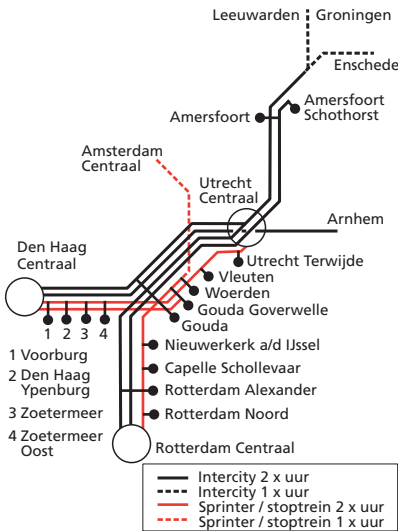 Leeuwarden
Groningen
Enschede
Amersfoort
Schothorst
Amersfoort
Amsterdam
Centraal
Utrecht
Centraal
Arnhem
Den Haag
Centraal
Utrecht Terwijde
Vleuten
Woerden
Gouda Goverwelle
Gouda
1 2 3 4
Nieuwerkerk a/d IJssel
1 Voorburg
Capelle Schollevaar
2 Den Haag
Ypenburg
Rotterdam Alexander
3 Zoetermeer
Rotterdam Noord
4 Zoetermeer
Oost
Rotterdam Centraal
Intercity 2 x uur
Intercity 1 x uur
Sprinter / stoptrein 2 x uur
Sprinter / stoptrein 1 x uur